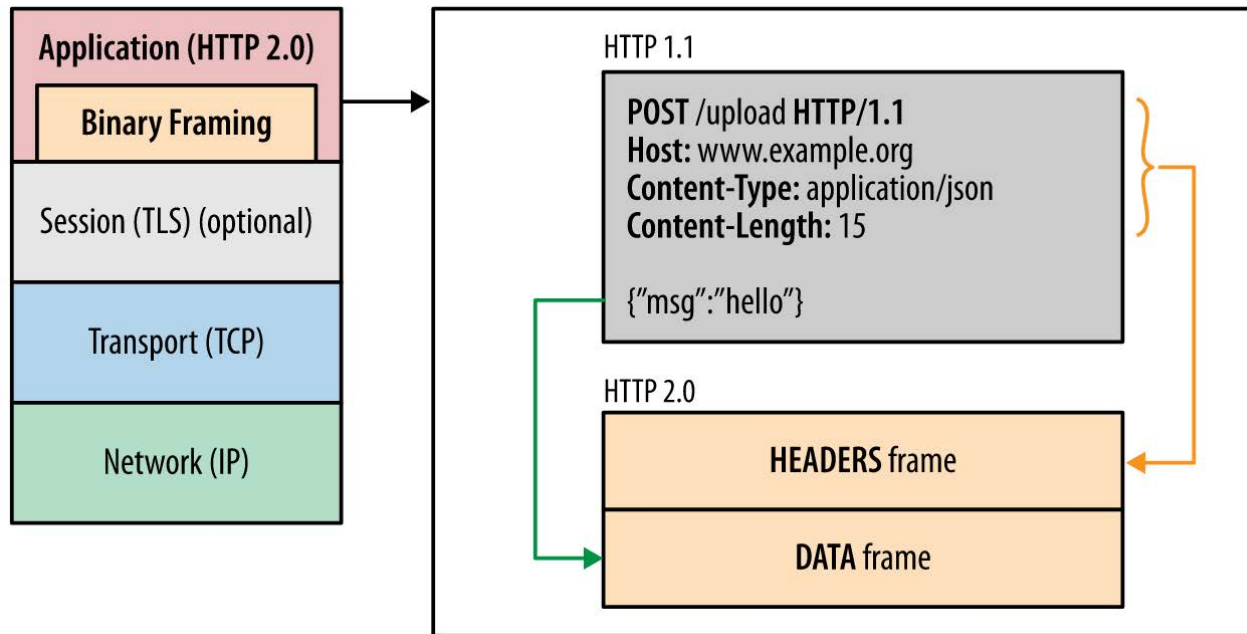 Application (HTTP 2.0)
Binary Framing
Session (TLS) (optional)
Transport (TCP)
Network (IP)
HTTP 1.1
POST /upload HTTP/1.1
Host: www.example.org
Content-Type: application/json
Content-Length: 15
{”msg”:”hello”}
HTTP 2.0
HEADERS frame
DATA frame